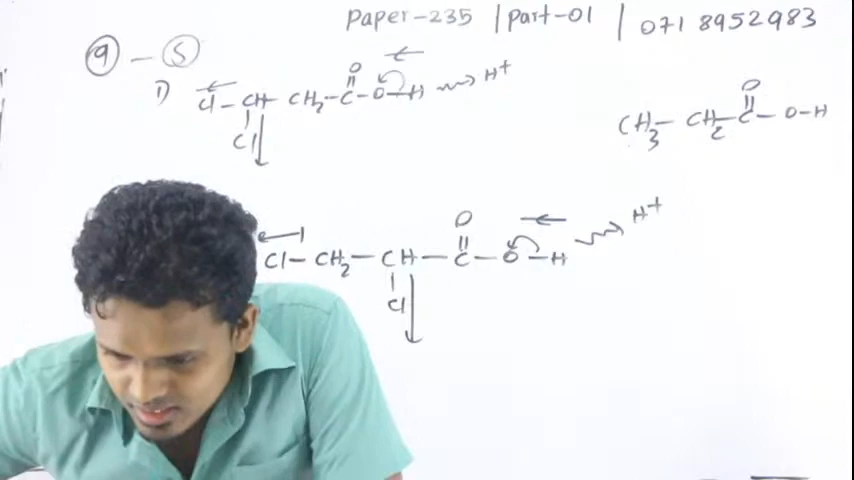 Paper-235 | Part-01 | 071 8952983
9 - 5
1) Cl-CH-CH2-C-O-H H+
O
Cl
CH3-CH2-C-O-H
O
Cl-CH2-CH-C-O-H H+
O
Cl